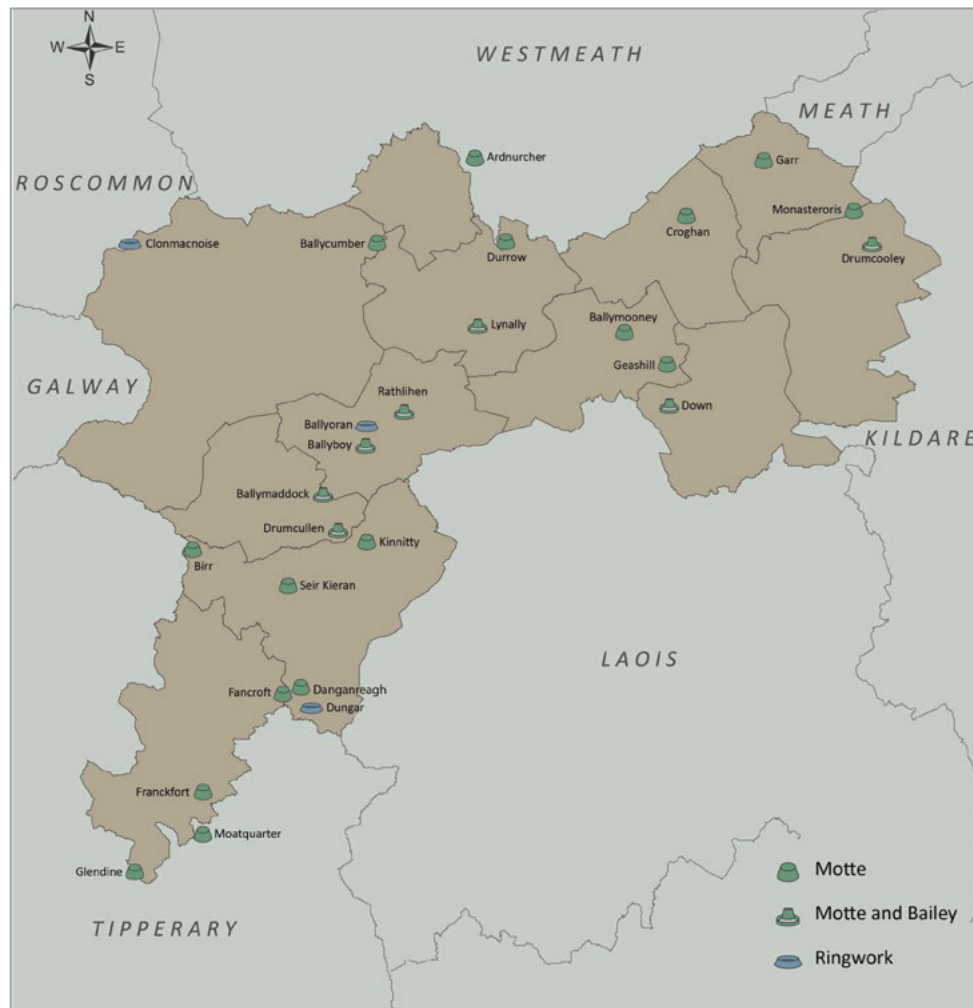 N
W E
S
WESTMEATH
MEATH
Ardnurcher
Garr
ROSCOMMON
Monasteroris
Croghan
Clonmacnoise
Ballycumber
Durrow
Drumcooley
Ballymooney
Lynally
Geashill
GALWAY
Rathlihen
Down
Ballyoran
KILDARE
Ballyboy
Ballymaddock
Drumcullen
Kinnitty
Birr
Seir Kieran
LAOIS
Danganreagh
Fancroft
Dungar
Franckfort
Moatquarter
Glendine
Motte
Motte and Bailey
TIPPERARY
Ringwork